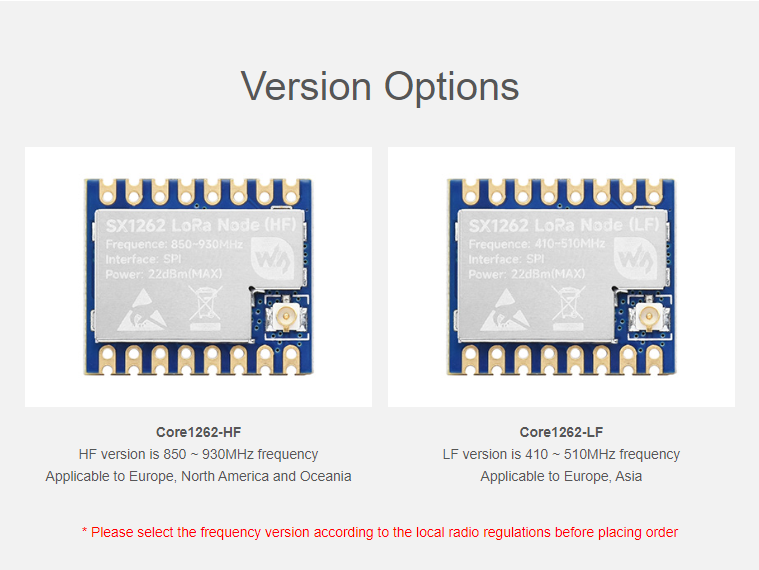 Version Options
SX1262 LoRa Node (HF)
Frequence: 850-930MHz
Interface: SPI
Power: 22dBm(MAX)
SX1262 LoRa Node (LF)
Frequence: 410-510MHz
Interface: SPI
Power: 22dBm(MAX)
Core1262-HF
HF version is 850 ~ 930MHz frequency
Applicable to Europe, North America and Oceania
Core1262-LF
LF version is 410 ~ 510MHz frequency
Applicable to Europe, Asia
* Please select the frequency version according to the local radio regulations before placing order